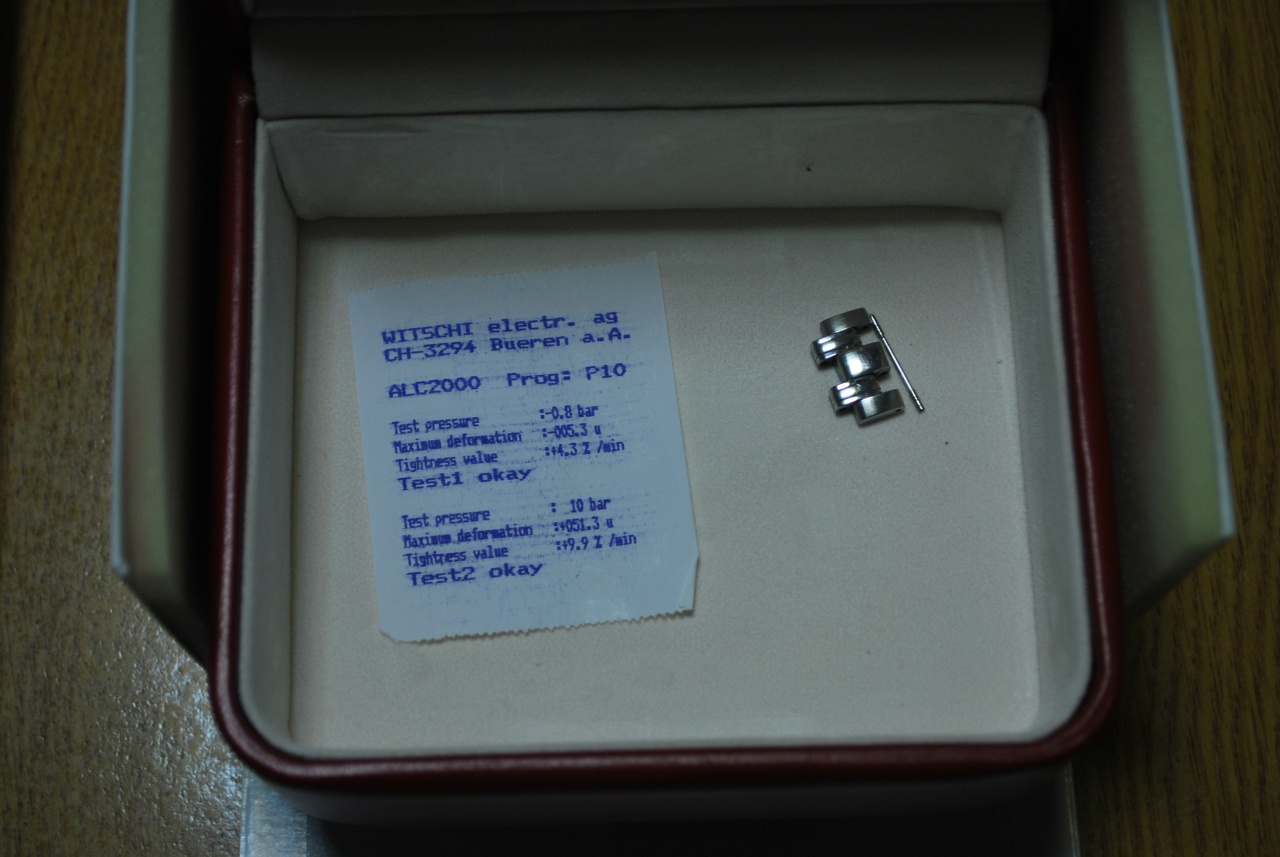 WITSCHI electr. ag
CH-3294 Bueren a.A.
ALC2000 Prog: P10
Test pressure :-0.8 bar
Maximum deformation :-005.3 u
Tightness value :+4.3 % /min
Test1 okay
Test pressure : 10 bar
Maximum deformation :+051.3 u
Tightness value :+9.9 % /min
Test2 okay